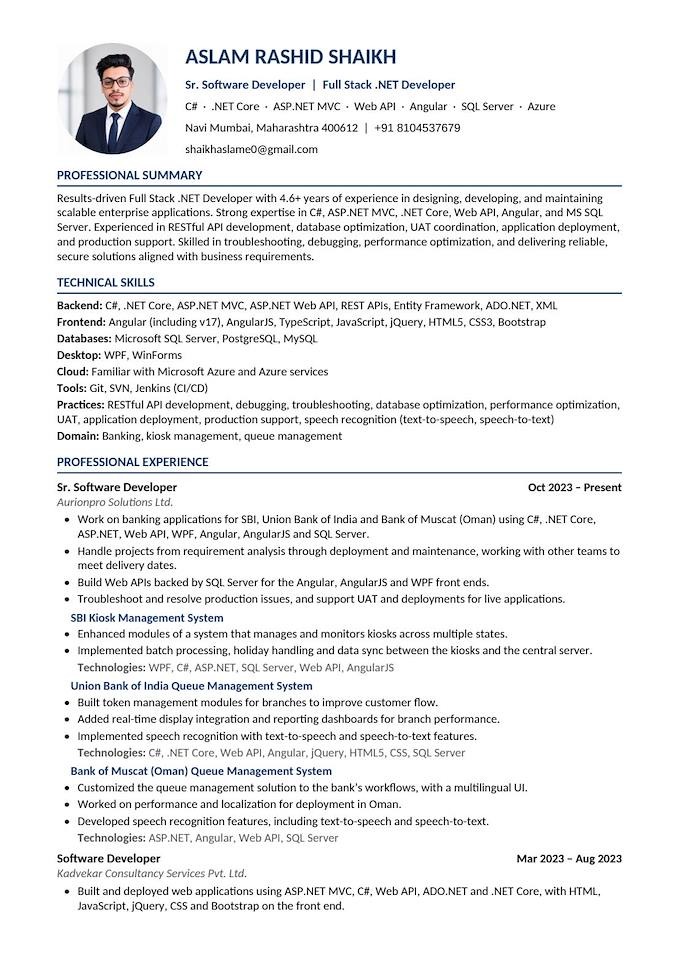 ASLAM RASHID SHAIKH
Sr. Software Developer | Full Stack .NET Developer
C# · .NET Core · ASP.NET MVC · Web API · Angular · SQL Server · Azure
Navi Mumbai, Maharashtra 400612 | +91 8104537679
shaikhaslame0@gmail.com
PROFESSIONAL SUMMARY
Results-driven Full Stack .NET Developer with 4.6+ years of experience in designing, developing, and maintaining
scalable enterprise applications. Strong expertise in C#, ASP.NET MVC, .NET Core, Web API, Angular, and MS SQL
Server. Experienced in RESTful API development, database optimization, UAT coordination, application deployment,
and production support. Skilled in troubleshooting, debugging, performance optimization, and delivering reliable,
secure solutions aligned with business requirements.
TECHNICAL SKILLS
Backend: C#, .NET Core, ASP.NET MVC, ASP.NET Web API, REST APIs, Entity Framework, ADO.NET, XML
Frontend: Angular (including v17), AngularJS, TypeScript, JavaScript, jQuery, HTML5, CSS3, Bootstrap
Databases: Microsoft SQL Server, PostgreSQL, MySQL
Desktop: WPF, WinForms
Cloud: Familiar with Microsoft Azure and Azure services
Tools: Git, SVN, Jenkins (CI/CD)
Practices: RESTful API development, debugging, troubleshooting, database optimization, performance optimization,
UAT, application deployment, production support, speech recognition (text-to-speech, speech-to-text)
Domain: Banking, kiosk management, queue management
PROFESSIONAL EXPERIENCE
Sr. Software Developer Oct 2023 – Present
Aurionpro Solutions Ltd.
• Work on banking applications for SBI, Union Bank of India and Bank of Muscat (Oman) using C#, .NET Core,
ASP.NET, Web API, WPF, Angular, AngularJS and SQL Server.
• Handle projects from requirement analysis through deployment and maintenance, working with other teams to
meet delivery dates.
• Build Web APIs backed by SQL Server for the Angular, AngularJS and WPF front ends.
• Troubleshoot and resolve production issues, and support UAT and deployments for live applications.
SBI Kiosk Management System
• Enhanced modules of a system that manages and monitors kiosks across multiple states.
• Implemented batch processing, holiday handling and data sync between the kiosks and the central server.
Technologies: WPF, C#, ASP.NET, SQL Server, Web API, AngularJS
Union Bank of India Queue Management System
• Built token management modules for branches to improve customer flow.
• Added real-time display integration and reporting dashboards for branch performance.
• Implemented speech recognition with text-to-speech and speech-to-text features.
Technologies: C#, .NET Core, Web API, Angular, jQuery, HTML5, CSS, SQL Server
Bank of Muscat (Oman) Queue Management System
• Customized the queue management solution to the bank's workflows, with a multilingual UI.
• Worked on performance and localization for deployment in Oman.
• Developed speech recognition features, including text-to-speech and speech-to-text.
Technologies: ASP.NET, Angular, Web API, SQL Server
Software Developer Mar 2023 – Aug 2023
Kadvekar Consultancy Services Pvt. Ltd.
• Built and deployed web applications using ASP.NET MVC, C#, Web API, ADO.NET and .NET Core, with HTML,
JavaScript, jQuery, CSS and Bootstrap on the front end.